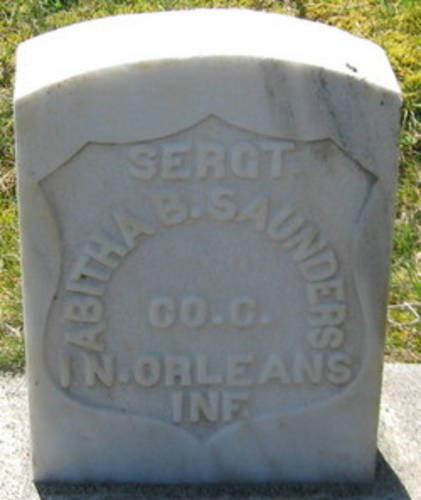 SERGT.
ABITHA B. SAUNDERS
CO. C.
1 N. ORLEANS
INF